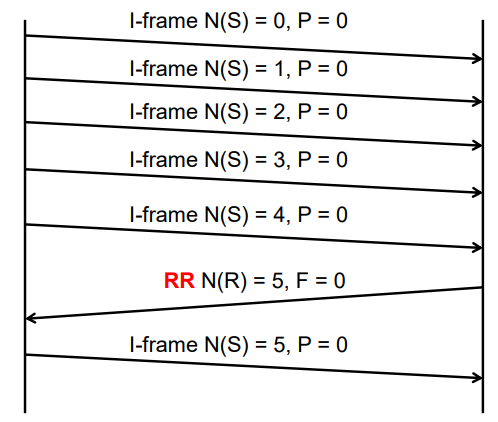 I-frame N(S) = 0, P = 0
I-frame N(S) = 1, P = 0
I-frame N(S) = 2, P = 0
I-frame N(S) = 3, P = 0
I-frame N(S) = 4, P = 0
RR N(R) = 5, F = 0
I-frame N(S) = 5, P = 0